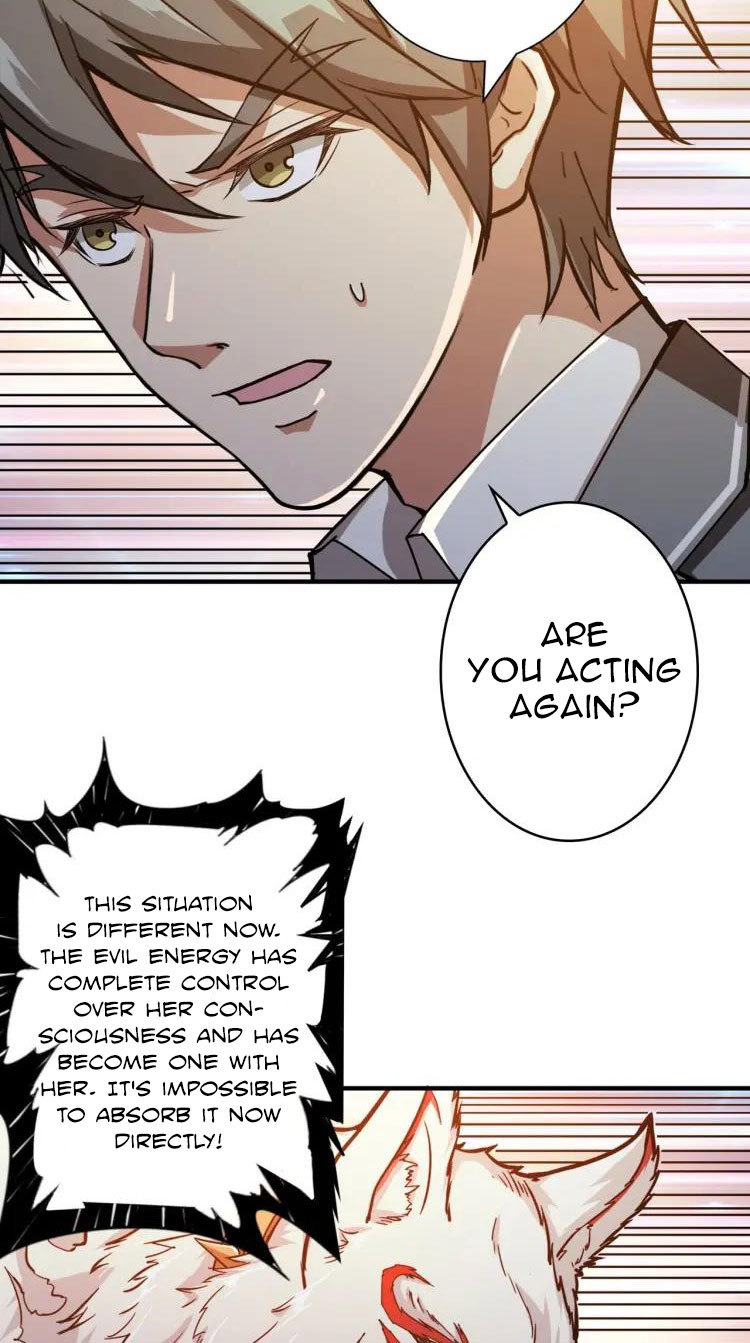 ARE
YOU ACTING
AGAIN?
THIS SITUATION
IS DIFFERENT NOW.
THE EVIL ENERGY HAS
COMPLETE CONTROL
OVER HER CON-
SCIOUSNESS AND HAS
BECOME ONE WITH
HER. IT'S IMPOSSIBLE
TO ABSORB IT NOW
DIRECTLY!